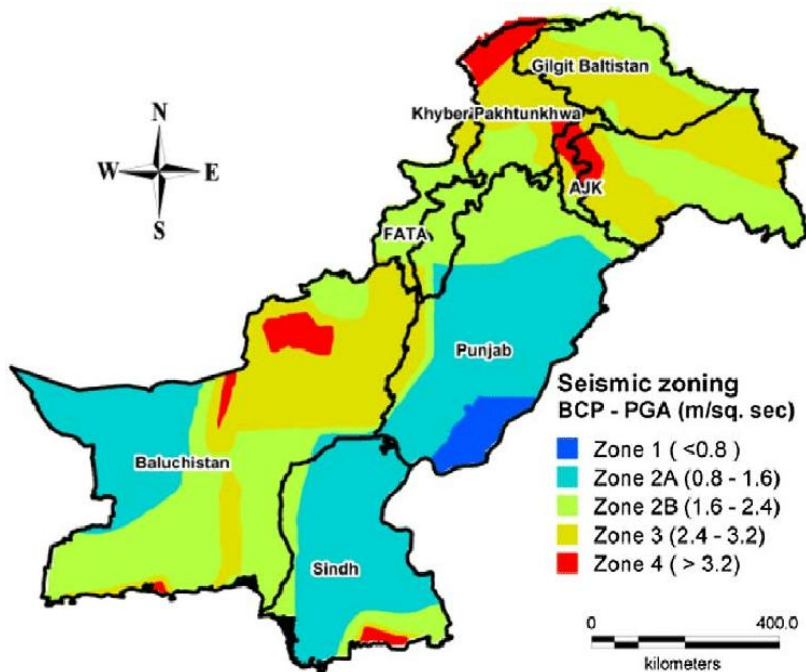 Gilgit Baltistan
Khyber Pakhtunkhwa
N
W E
S
AJK
FATA
Punjab
Baluchistan
Sindh
Seismic zoning
BCP - PGA (m/sq. sec)
Zone 1 ( <0.8 )
Zone 2A (0.8 - 1.6)
Zone 2B (1.6 - 2.4)
Zone 3 (2.4 - 3.2)
Zone 4 ( > 3.2)
0 400.0
kilometers